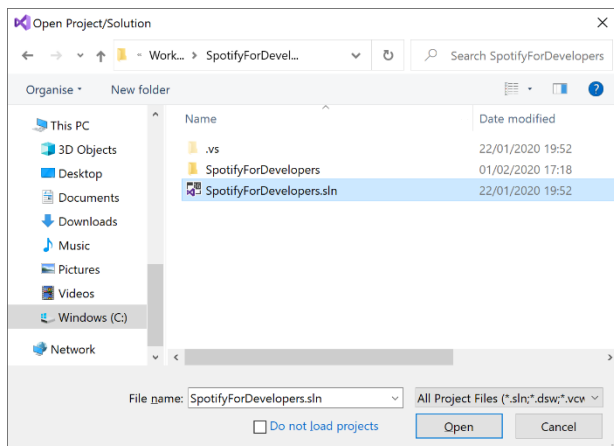 Open Project/Solution
Work... SpotifyForDevel... Search SpotifyForDevelopers
Organise New folder
Name Date modified
This PC
3D Objects
Desktop
Documents
Downloads
Music
Pictures
Videos
Windows (C:)
Network
.vs 22/01/2020 19:52
SpotifyForDevelopers 01/02/2020 17:18
SpotifyForDevelopers.sln 22/01/2020 19:52
File name: SpotifyForDevelopers.sln All Project Files (*.sln;*.dsw;*.vcw
Do not load projects Open Cancel